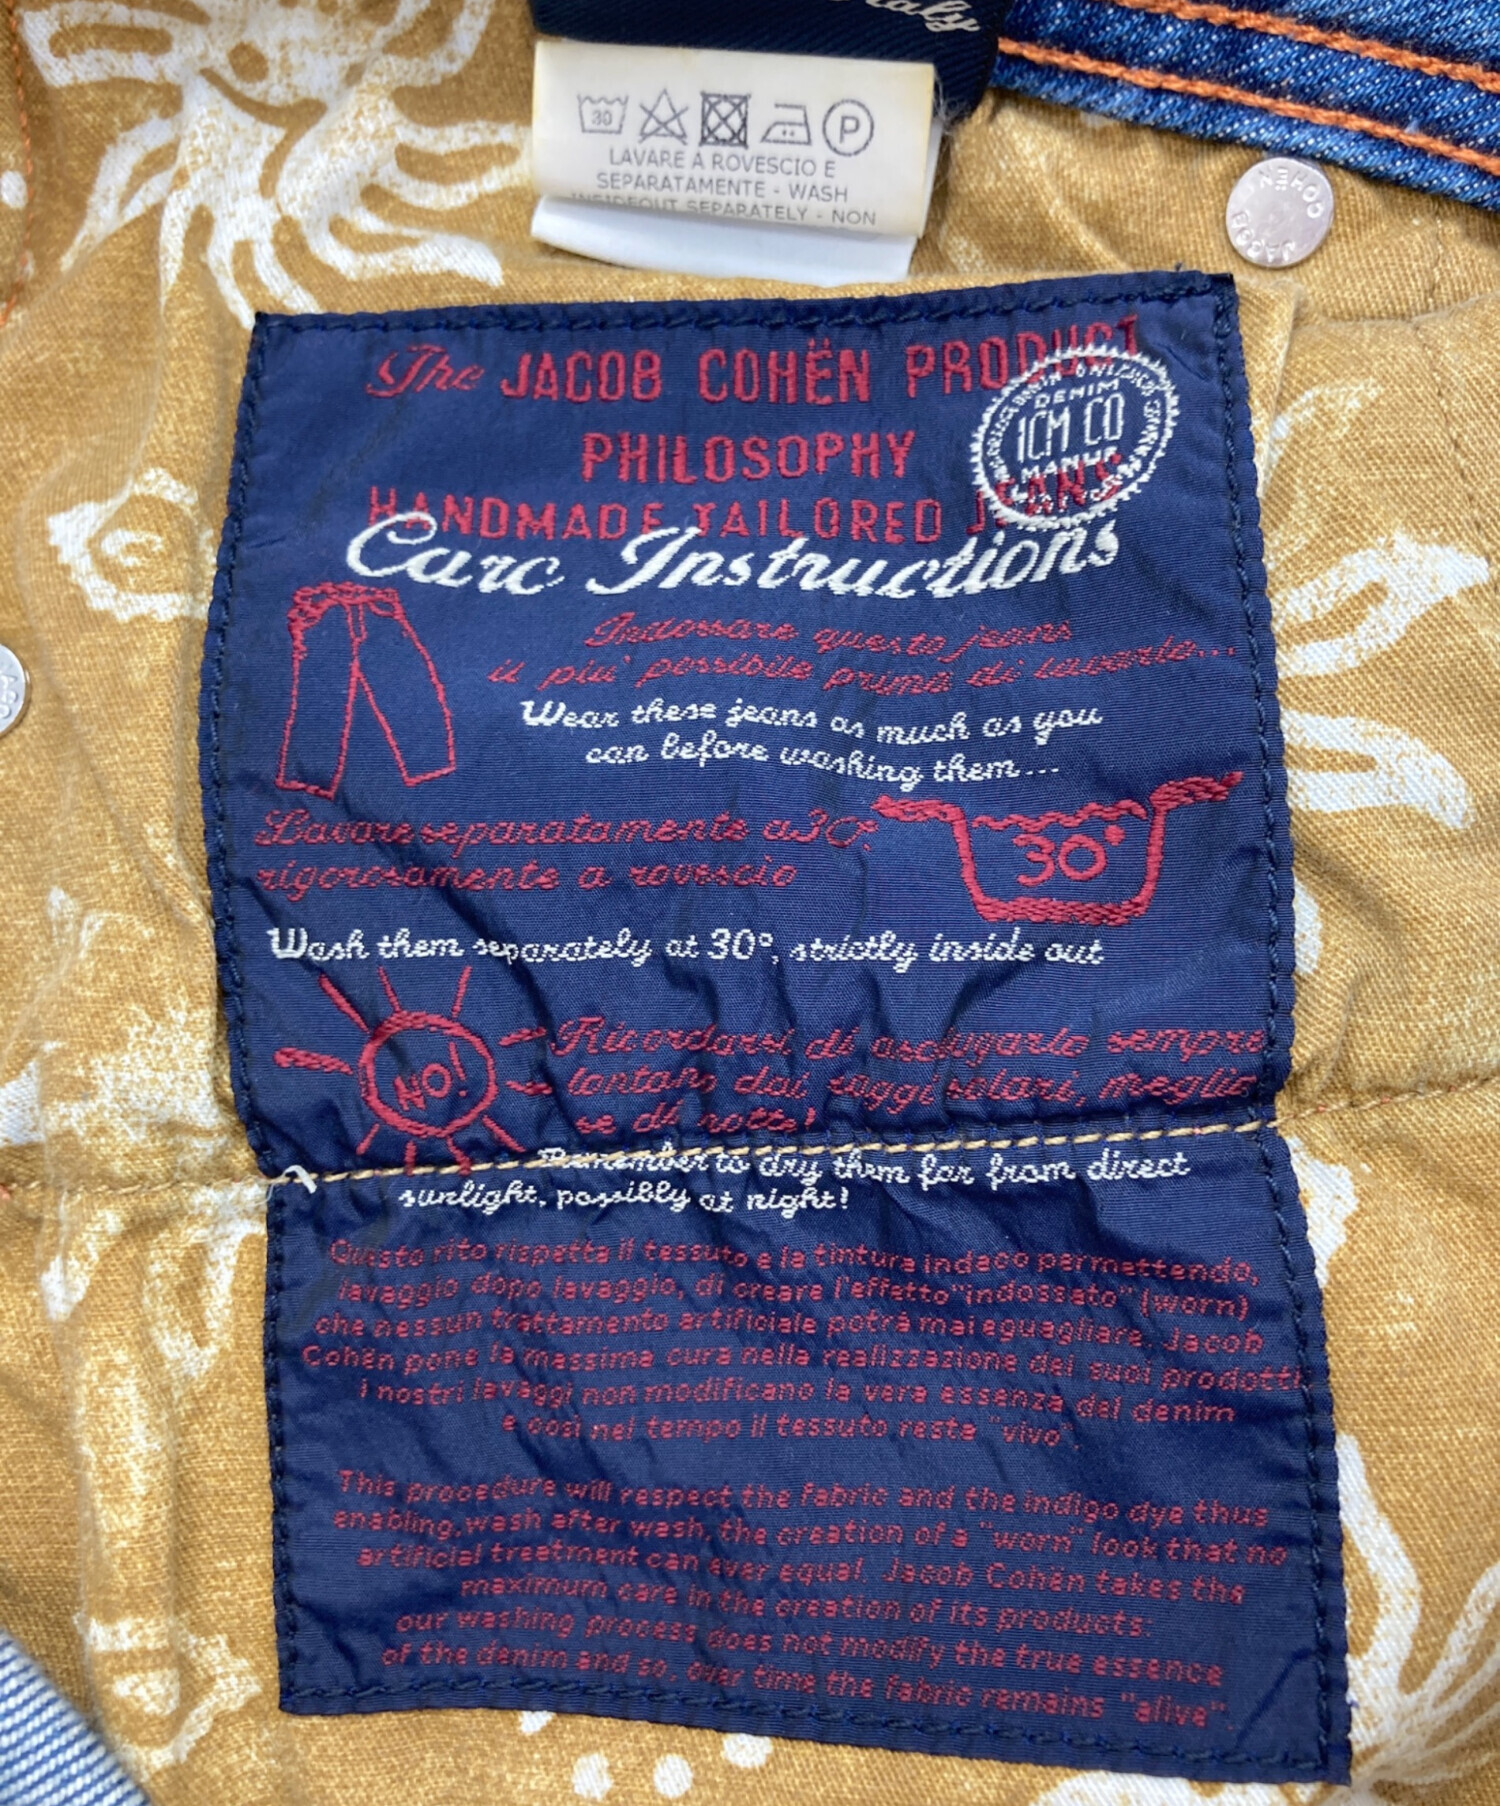 30
P
LAVARE A ROVESCIO E
SEPARATAMENTE - WASH
INSIDEOUT SEPARATELY - NON
COHEN
The JACOB COHËN PRODUCT
PHILOSOPHY
HANDMADE TAILORED JEANS
DENIM
MANUF
Care Instructions
Indossare questo jeans
il piu' possibile prima di lavarlo...
Wear these jeans as much as you
can before washing them...
Lavare separatamente a 30°,
rigorosamente a rovescio
30°
Wash them separately at 30°, strictly inside out
NO!
Ricordarsi di asciugarlo sempre
lontano dai raggi solari, meglio
se di notte!
Remember to dry them far from direct
sunlight, possibly at night!
Questo rito rispetta il tessuto e la tintura indaco permettendo,
lavaggio dopo lavaggio, di creare l'effetto "indossato" (worn)
che nessun trattamento artificiale potrà mai eguagliare. Jacob
Cohën pone la massima cura nella realizzazione dei suoi prodotti
i nostri lavaggi non modificano la vera essenza del denim
e così nel tempo il tessuto resta "vivo".
This procedure will respect the fabric and the indigo dye thus
enabling, wash after wash, the creation of a "worn" look that no
artificial treatment can ever equal. Jacob Cohën takes the
maximum care in the creation of its products:
our washing process does not modify the true essence
of the denim and so, over time the fabric remains "alive".